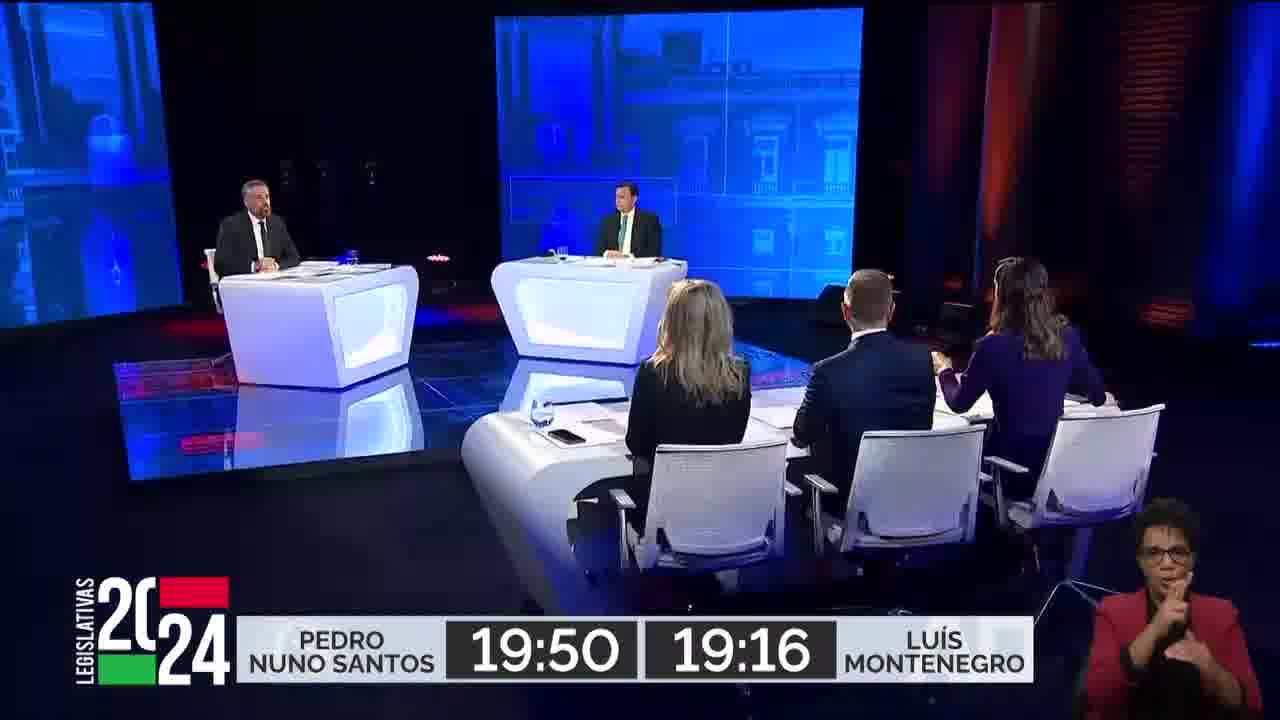 LEGISLATIVAS
2024
PEDRO
NUNO SANTOS
19:50
19:16
LUÍS
MONTENEGRO